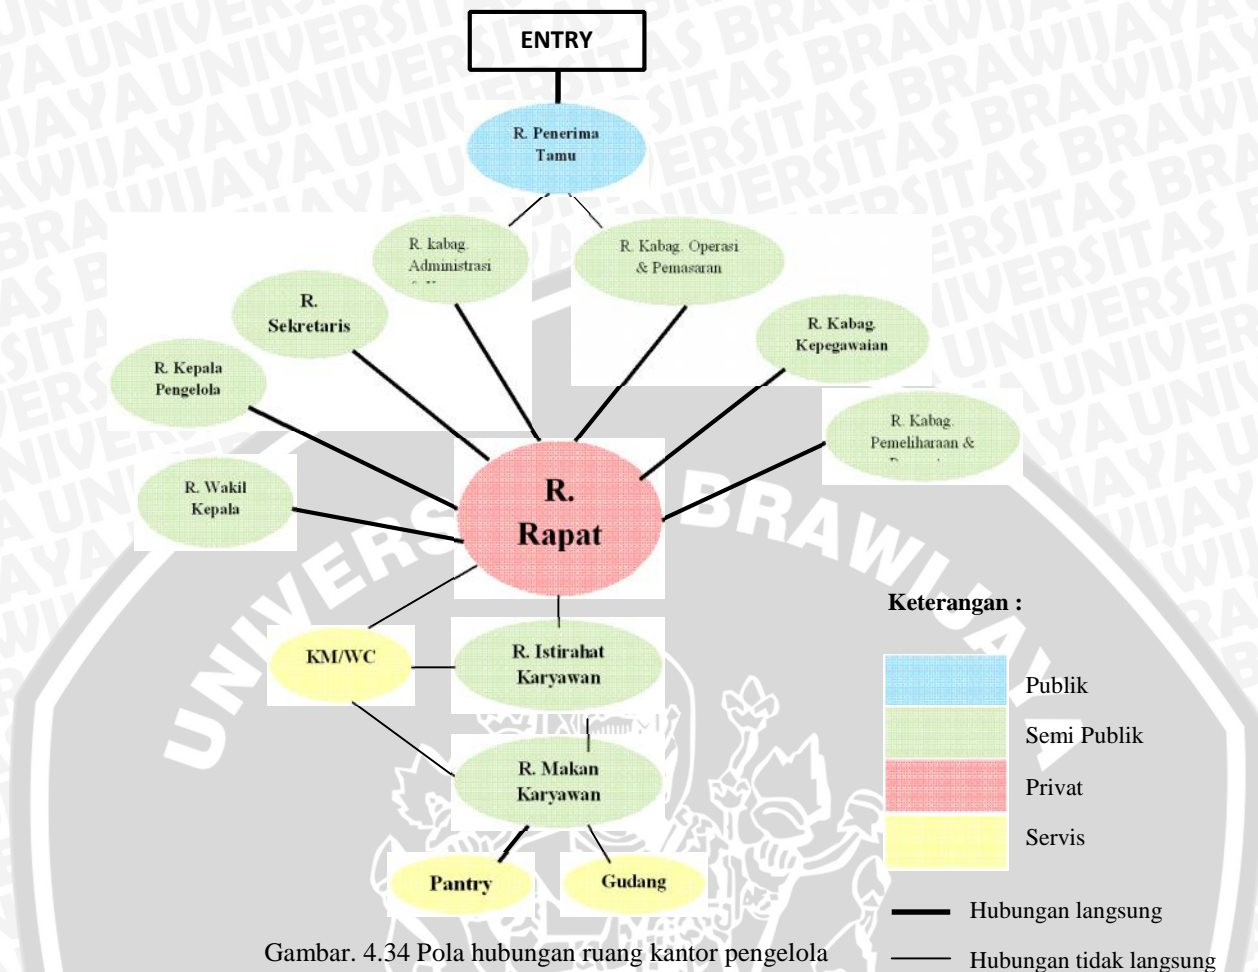 ENTRY
R. Penerima
Tamu
R. kabag.
Administrasi
R. Kabag. Operasi
& Pemasaran
R.
Sekretaris
R. Kabag.
Kepegawaian
R. Kepala
Pengelola
R. Kabag.
Pemeliharaan &
R. Wakil
Kepala
R.
Rapat
UNIVERSITAS BRAWIJAYA
KM/WC
R. Istirahat
Karyawan
R. Makan
Karyawan
Pantry
Gudang
Keterangan :
Publik
Semi Publik
Privat
Servis
Hubungan langsung
Hubungan tidak langsung
Gambar. 4.34 Pola hubungan ruang kantor pengelola